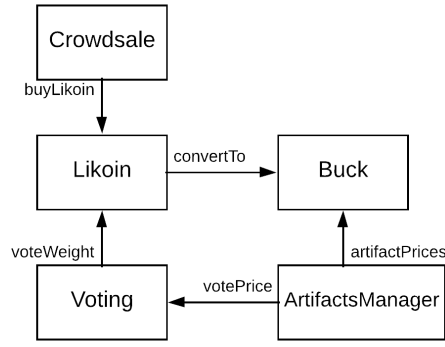 Crowdsale
buyLikoin
Likoin
convertTo
Buck
voteWeight
artifactPrices
Voting
votePrice
ArtifactsManager